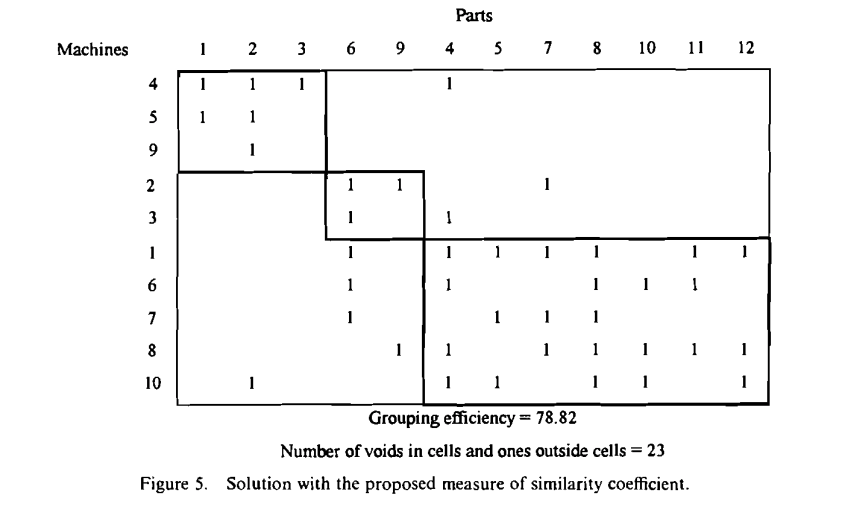 Parts
Machines 1 2 3 6 9 4 5 7 8 10 11 12
4 1 1 1 1
5 1 1
9 1
2 1 1 1
3 1 1
1 1 1 1 1 1 1 1
6 1 1 1 1 1
7 1 1 1 1
8 1 1 1 1 1 1 1
10 1 1 1 1 1 1
Grouping efficiency = 78.82
Number of voids in cells and ones outside cells = 23
Figure 5. Solution with the proposed measure of similarity coefficient.